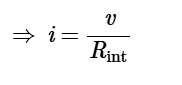 ⇒ i = v / R_int